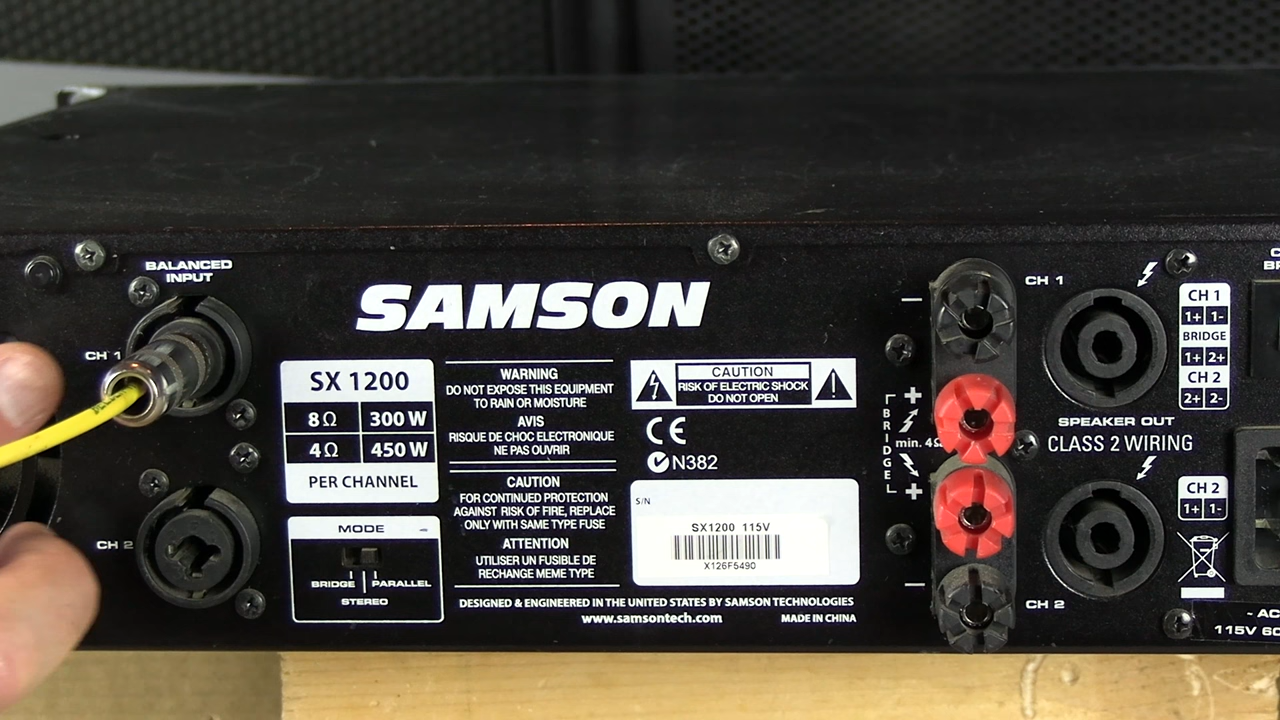 BALANCED
INPUT
CH 1
CH 2
SAMSON
SX 1200
8Ω 300 W
4Ω 450 W
PER CHANNEL
MODE
BRIDGE PARALLEL
STEREO
WARNING
DO NOT EXPOSE THIS EQUIPMENT
TO RAIN OR MOISTURE
AVIS
RISQUE DE CHOC ELECTRONIQUE
NE PAS OUVRIR
CAUTION
FOR CONTINUED PROTECTION
AGAINST RISK OF FIRE, REPLACE
ONLY WITH SAME TYPE FUSE
ATTENTION
UTILISER UN FUSIBLE DE
RECHANGE MEME TYPE
CAUTION
RISK OF ELECTRIC SHOCK
DO NOT OPEN
CE
N382
S/N
SX1200 115V
X126F5490
DESIGNED & ENGINEERED IN THE UNITED STATES BY SAMSON TECHNOLOGIES
www.samsontech.com MADE IN CHINA
CH 1
− 
+
BRIDGE
min. 4Ω
+
−
CH 2
SPEAKER OUT
CLASS 2 WIRING
CH 1
1+ 1-
BRIDGE
1+ 2+
CH 2
2+ 2-
CH 2
1+ 1-
~ AC
115V 60